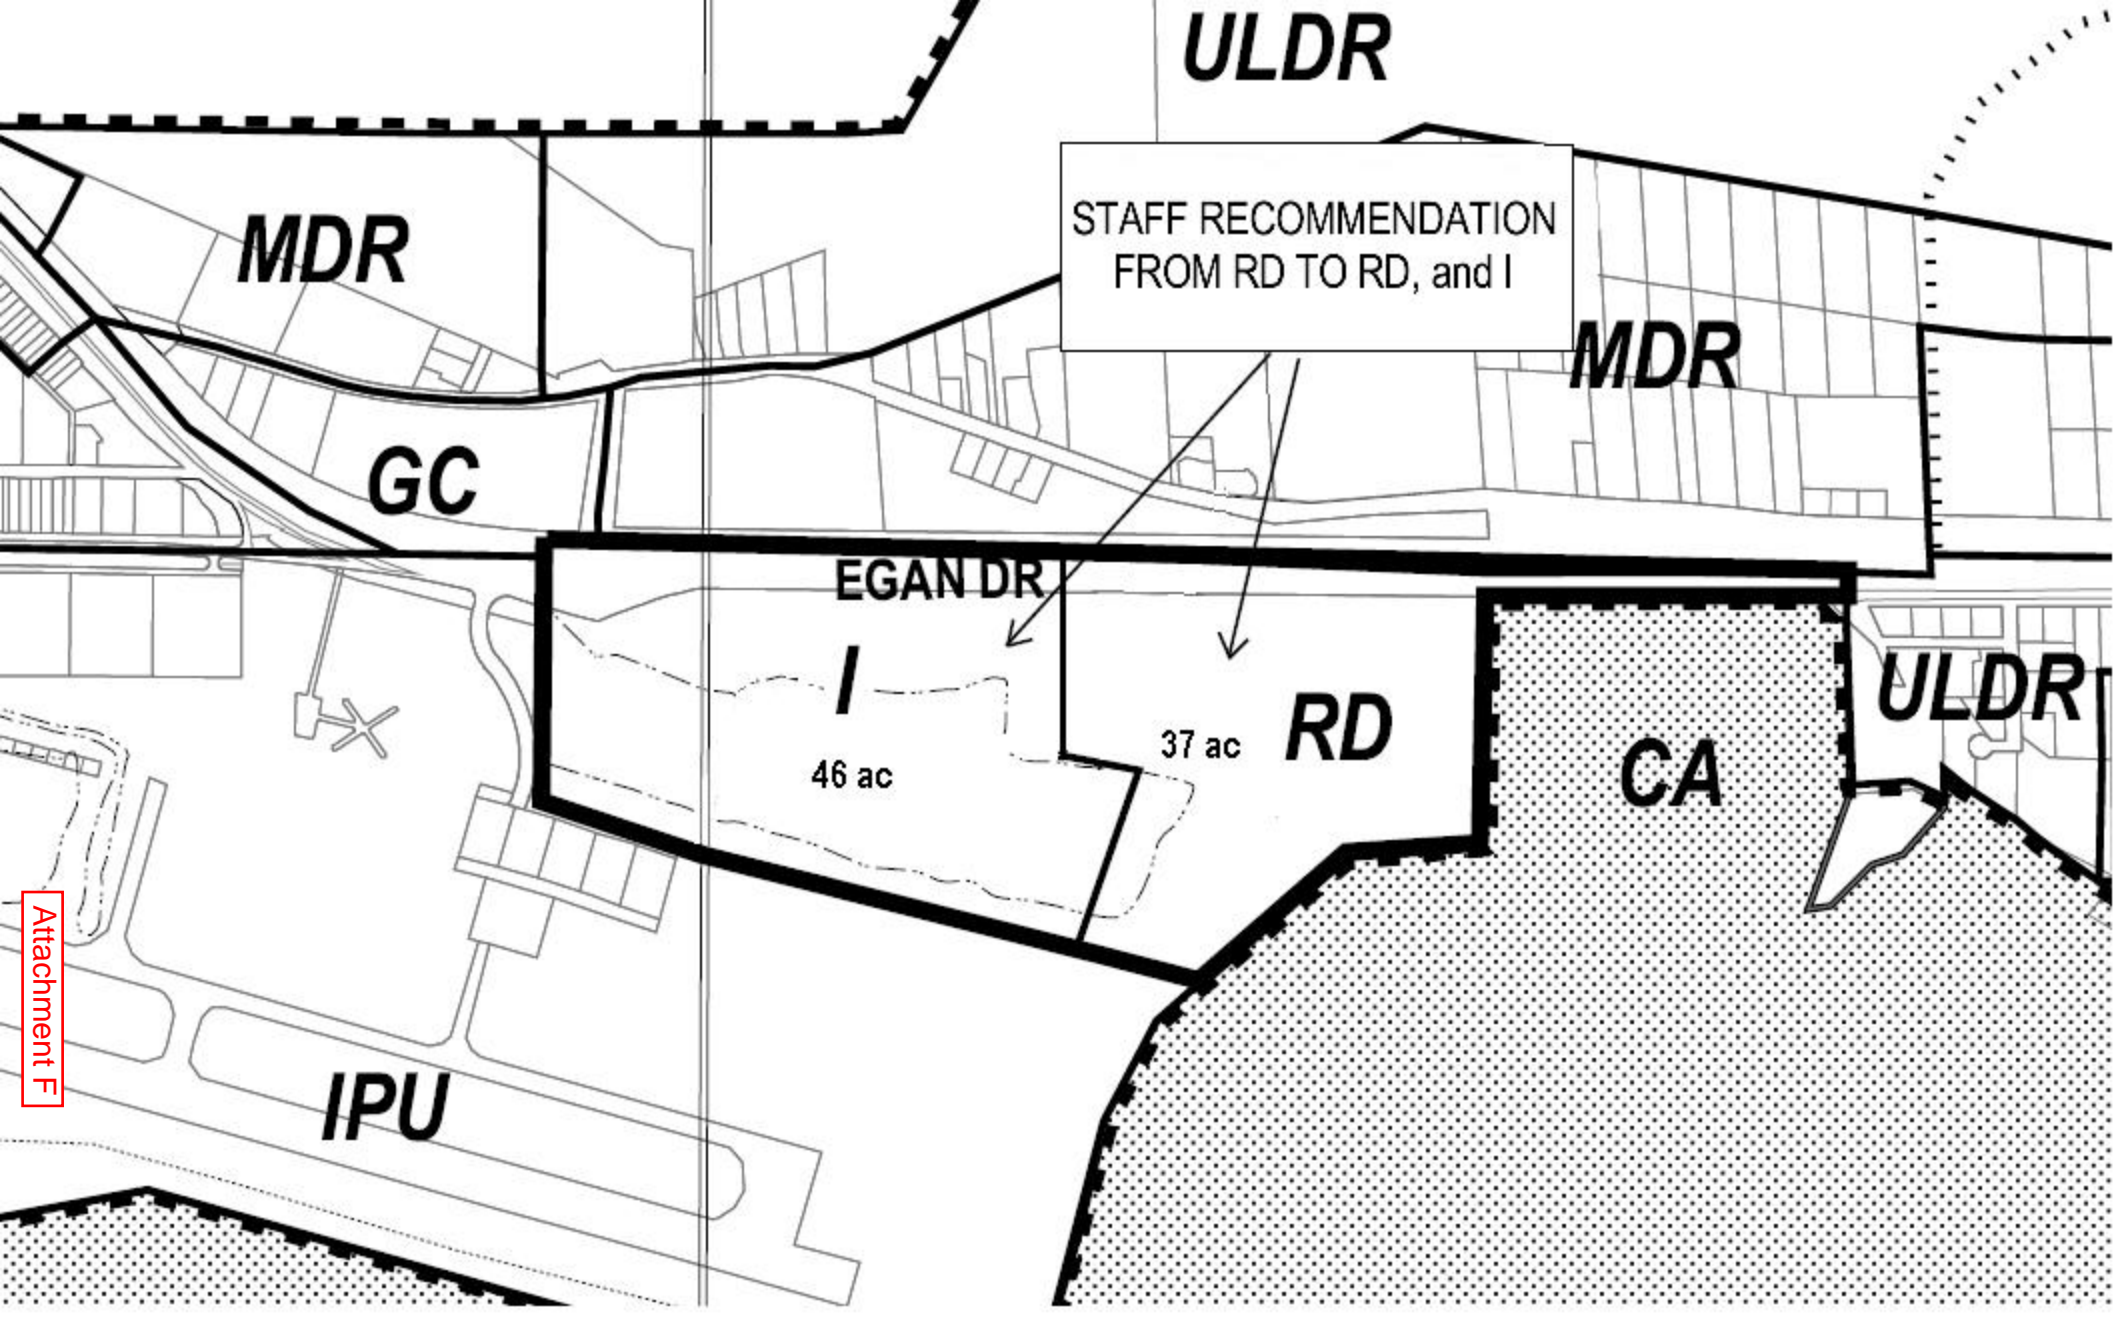 ULDR
STAFF RECOMMENDATION
FROM RD TO RD, and I
MDR
MDR
GC
EGAN DR
I
46 ac
37 ac
RD
CA
ULDR
Attachment F
IPU